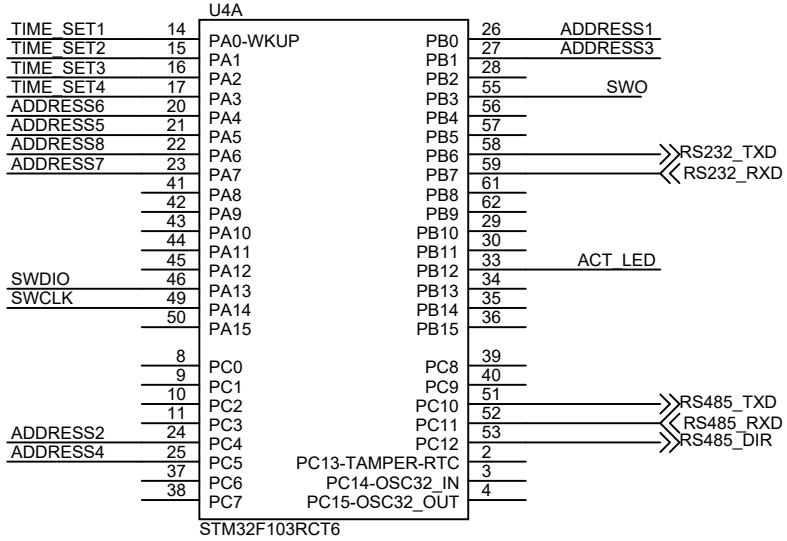 U4A
TIME_SET1 14 PA0-WKUP PB0 26 ADDRESS1
TIME_SET2 15 PA1 PB1 27 ADDRESS3
TIME_SET3 16 PA2 PB2 28
TIME_SET4 17 PA3 PB3 55 SWO
ADDRESS6 20 PA4 PB4 56
ADDRESS5 21 PA5 PB5 57
ADDRESS8 22 PA6 PB6 58 RS232_TXD
ADDRESS7 23 PA7 PB7 59 RS232_RXD
41 PA8 PB8 61
42 PA9 PB9 62
43 PA10 PB10 29
44 PA11 PB11 30
45 PA12 PB12 33 ACT_LED
SWDIO 46 PA13 PB13 34
SWCLK 49 PA14 PB14 35
50 PA15 PB15 36
8 PC0 PC8 39
9 PC1 PC9 40
10 PC2 PC10 51 RS485_TXD
11 PC3 PC11 52 RS485_RXD
ADDRESS2 24 PC4 PC12 53 RS485_DIR
ADDRESS4 25 PC5 PC13-TAMPER-RTC 2
37 PC6 PC14-OSC32_IN 3
38 PC7 PC15-OSC32_OUT 4
STM32F103RCT6